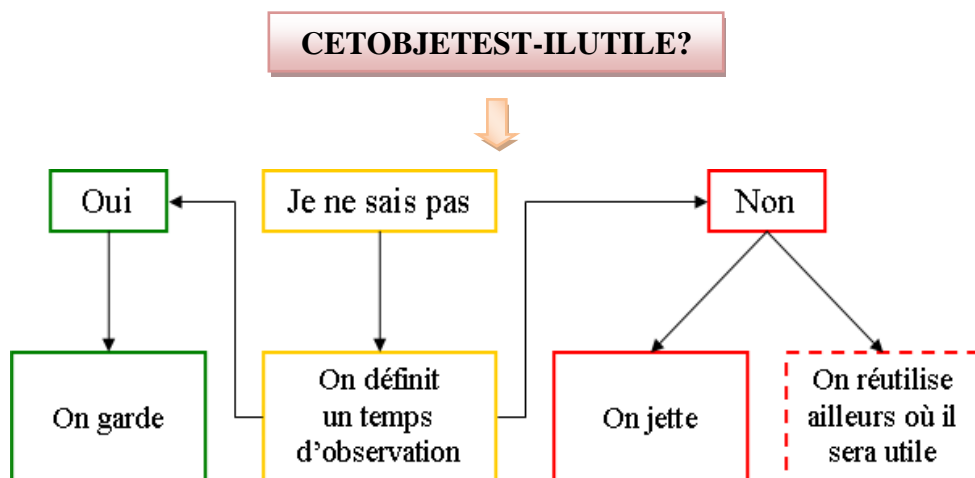 CETOBJETEST-ILUTILE?
Oui
Je ne sais pas
Non
On garde
On définit
un temps
d'observation
On jette
On réutilise
ailleurs où il
sera utile